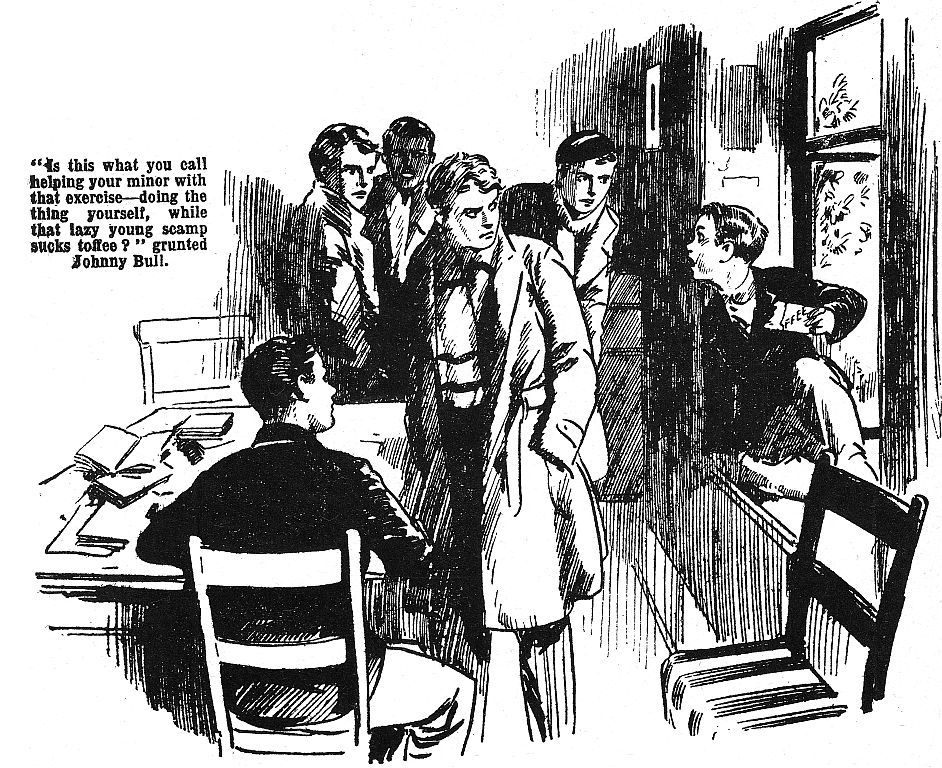 "Is this what you call
helping your minor with
that exercise—doing the
thing yourself, while
that lazy young scamp
sucks toffee?" grunted
Johnny Bull.